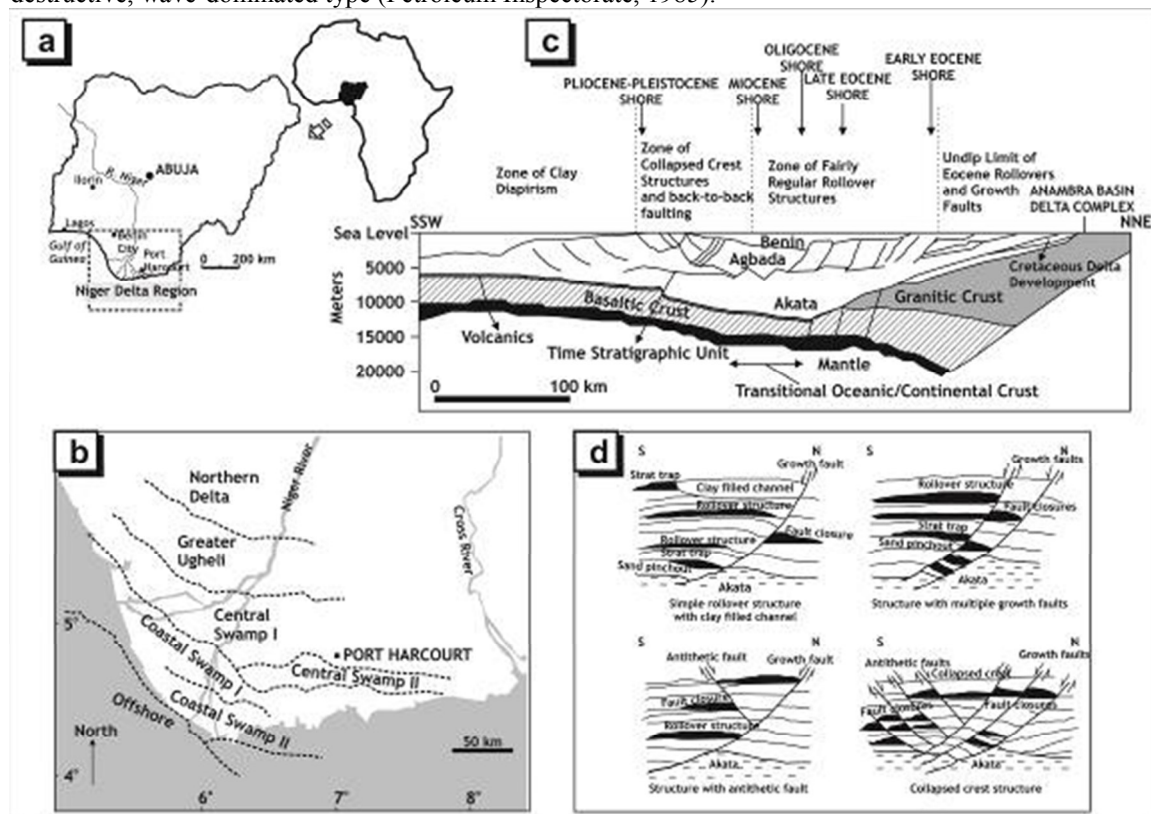 destructive, wave-dominated type (Petroleum Inspectorate, 1985).
a
ABUJA
Ilorin
R. Niger
Lagos
Benin
City
Gulf of
Guinea
Port
Harcourt
0 200 km
Niger Delta Region
c
PLIOCENE-PLEISTOCENE
SHORE
MIOCENE
SHORE
OLIGOCENE
SHORE
LATE EOCENE
SHORE
EARLY EOCENE
SHORE
Zone of Clay
Diapirism
Zone of
Collapsed Crest
Structures
and back-to-back
faulting
Zone of Fairly
Regular Rollover
Structures
Undip Limit of
Eocene Rollovers
and Growth
Faults
ANAMBRA BASIN
DELTA COMPLEX
SSW
NNE
Sea Level
5000
10000
15000
20000
Meters
Benin
Agbada
Akata
Basaltic Crust
Granitic Crust
Cretaceous Delta
Development
Volcanics
Time Stratigraphic Unit
Mantle
Transitional Oceanic/Continental Crust
0 100 km
b
Northern
Delta
Greater
Ugheli
Niger River
Cross River
Central
Swamp I
PORT HARCOURT
Central Swamp II
Coastal Swamp I
Coastal Swamp II
Offshore
North
50 km
5°
4°
6° 7° 8°
d
S N
Growth fault
Strat trap
Clay filled channel
Rollover structure
Fault closure
Rollover structure
Strat trap
Sand pinchout
Akata
Simple rollover structure
with clay filled channel
S N
Growth faults
Rollover structure
Fault closures
Strat trap
Sand pinchout
Akata
Structure with multiple growth faults
S N
Antithetic fault
Growth fault
Fault closure
Rollover structure
Akata
Structure with antithetic fault
S N
Growth faults
Antithetic faults
Collapsed crest
Fault closures
Fault closures
Akata
Collapsed crest structure